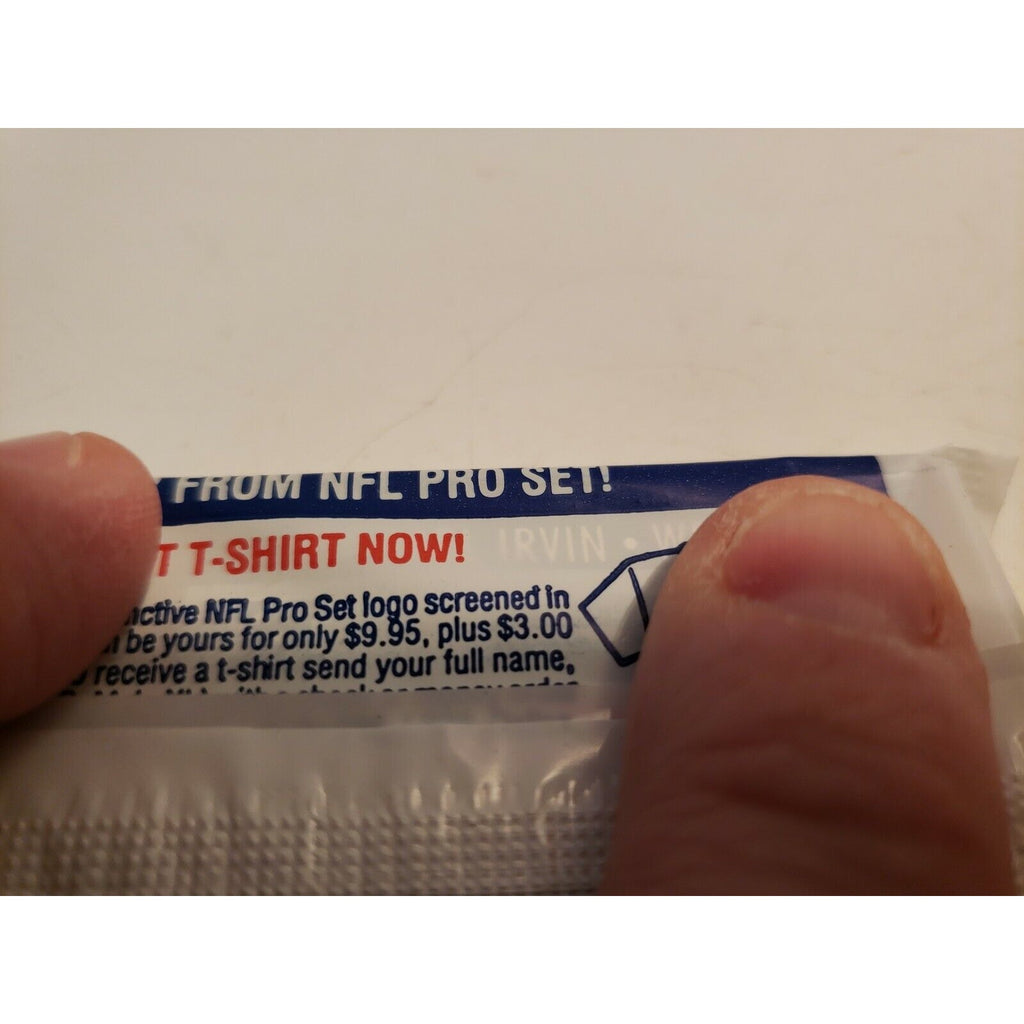 FROM NFL PRO SET!
T T-SHIRT NOW!
IRVIN • W
nctive NFL Pro Set logo screened in
be yours for only $9.95, plus $3.00
receive a t-shirt send your full name,